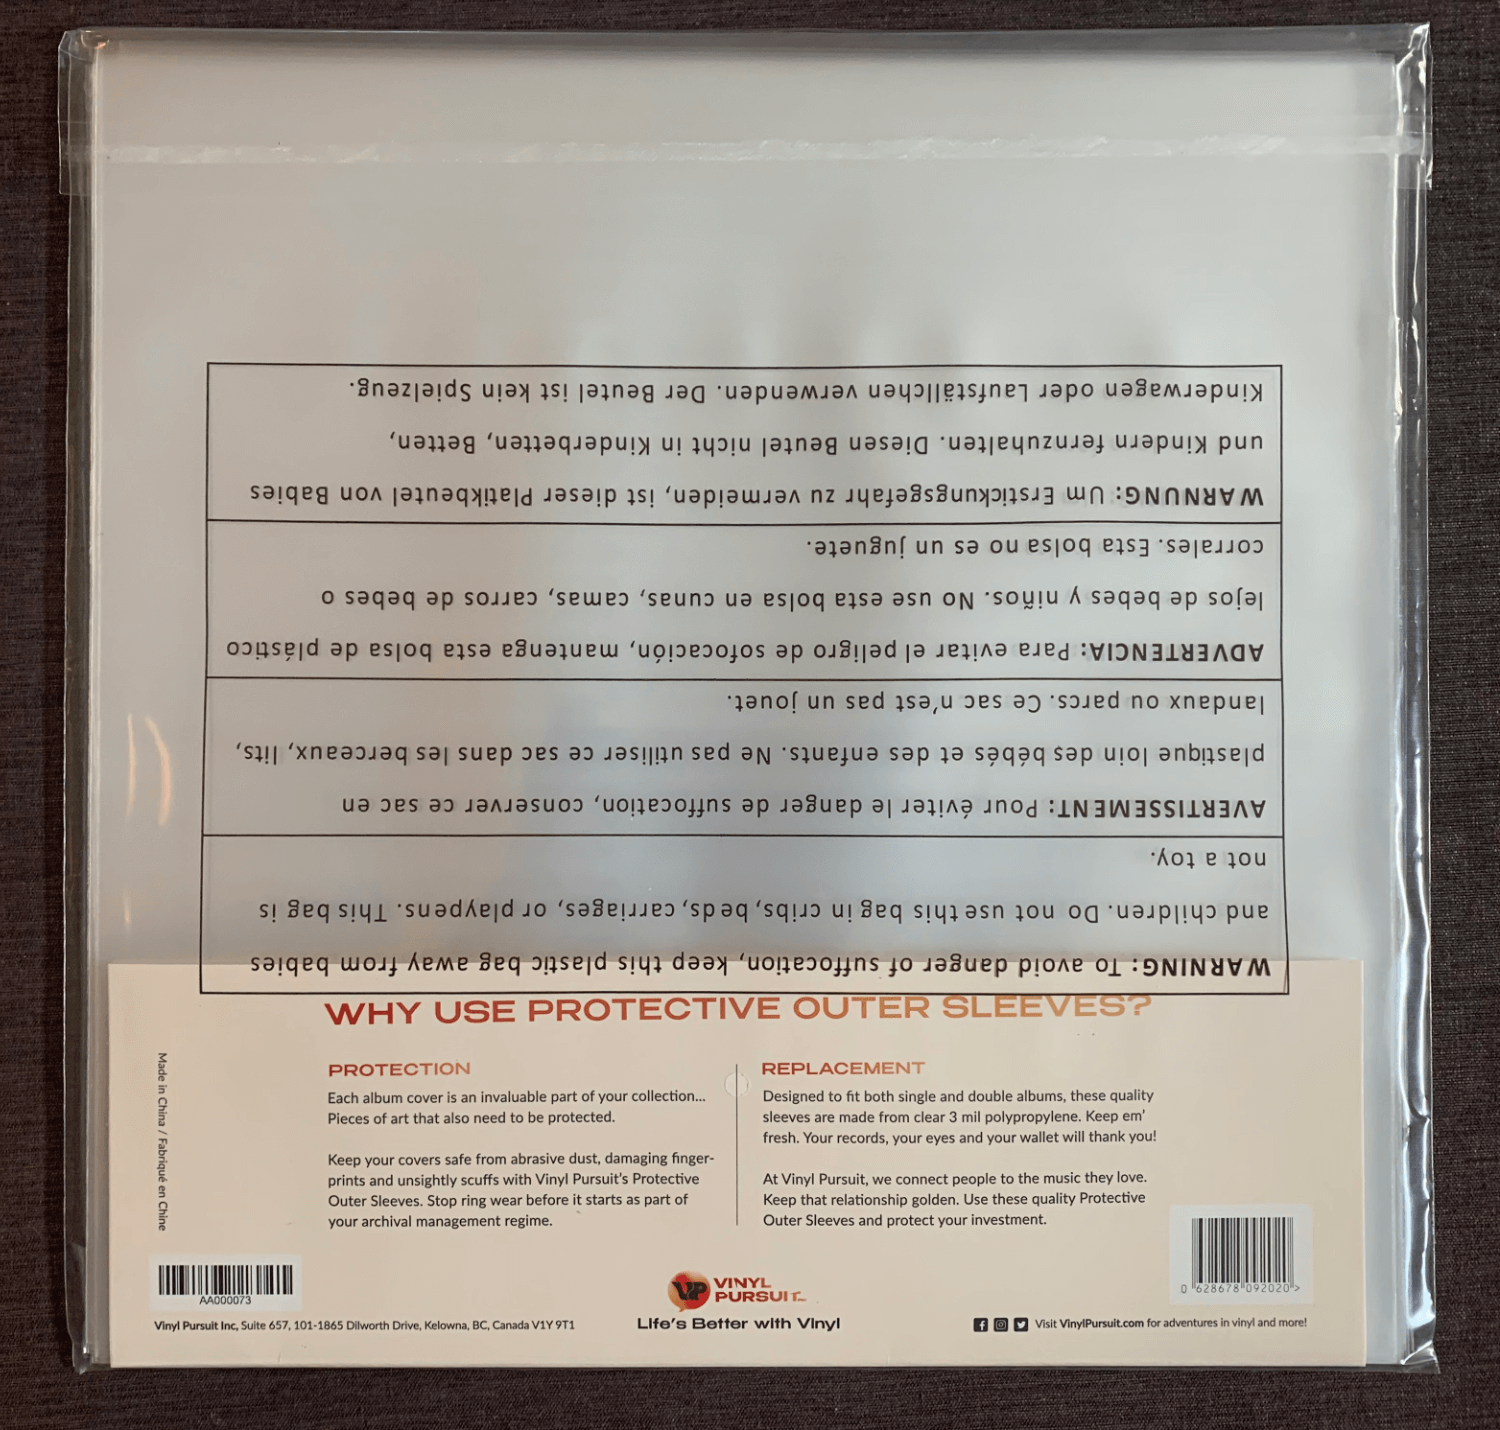 WARNING: To avoid danger of suffocation, keep this plastic bag away from babies
and children. Do not use this bag in cribs, beds, carriages, or playpens. This bag is
not a toy.
AVERTISSEMENT: Pour éviter le danger de suffocation, conserver ce sac en
plastique loin des bébés et des enfants. Ne pas utiliser ce sac dans les berceaux, lits,
landaux ou parcs. Ce sac n'est pas un jouet.
ADVERTENCIA: Para evitar el peligro de sofocación, mantenga esta bolsa de plástico
lejos de bebes y niños. No use esta bolsa en cunas, camas, carros de bebes o
corrales. Esta bolsa no es un juguete.
WARNUNG: Um Erstickungsgefahr zu vermeiden, ist dieser Platikbeutel von Babies
und Kindern fernzuhalten. Diesen Beutel nicht in Kinderbetten, Betten,
Kinderwagen oder Laufställchen verwenden. Der Beutel ist kein Spielzeug.
WHY USE PROTECTIVE OUTER SLEEVES?
PROTECTION
Each album cover is an invaluable part of your collection...
Pieces of art that also need to be protected.
Keep your covers safe from abrasive dust, damaging finger-
prints and unsightly scuffs with Vinyl Pursuit's Protective
Outer Sleeves. Stop ring wear before it starts as part of
your archival management regime.
REPLACEMENT
Designed to fit both single and double albums, these quality
sleeves are made from clear 3 mil polypropylene. Keep em'
fresh. Your records, your eyes and your wallet will thank you!
At Vinyl Pursuit, we connect people to the music they love.
Keep that relationship golden. Use these quality Protective
Outer Sleeves and protect your investment.
Made in China / Fabriqué en Chine
AA000073
Vinyl Pursuit Inc, Suite 657, 101-1865 Dilworth Drive, Kelowna, BC, Canada V1Y 9T1
VP VINYL
PURSUIT
Life's Better with Vinyl
0 628678 092020 >
Visit VinylPursuit.com for adventures in vinyl and more!